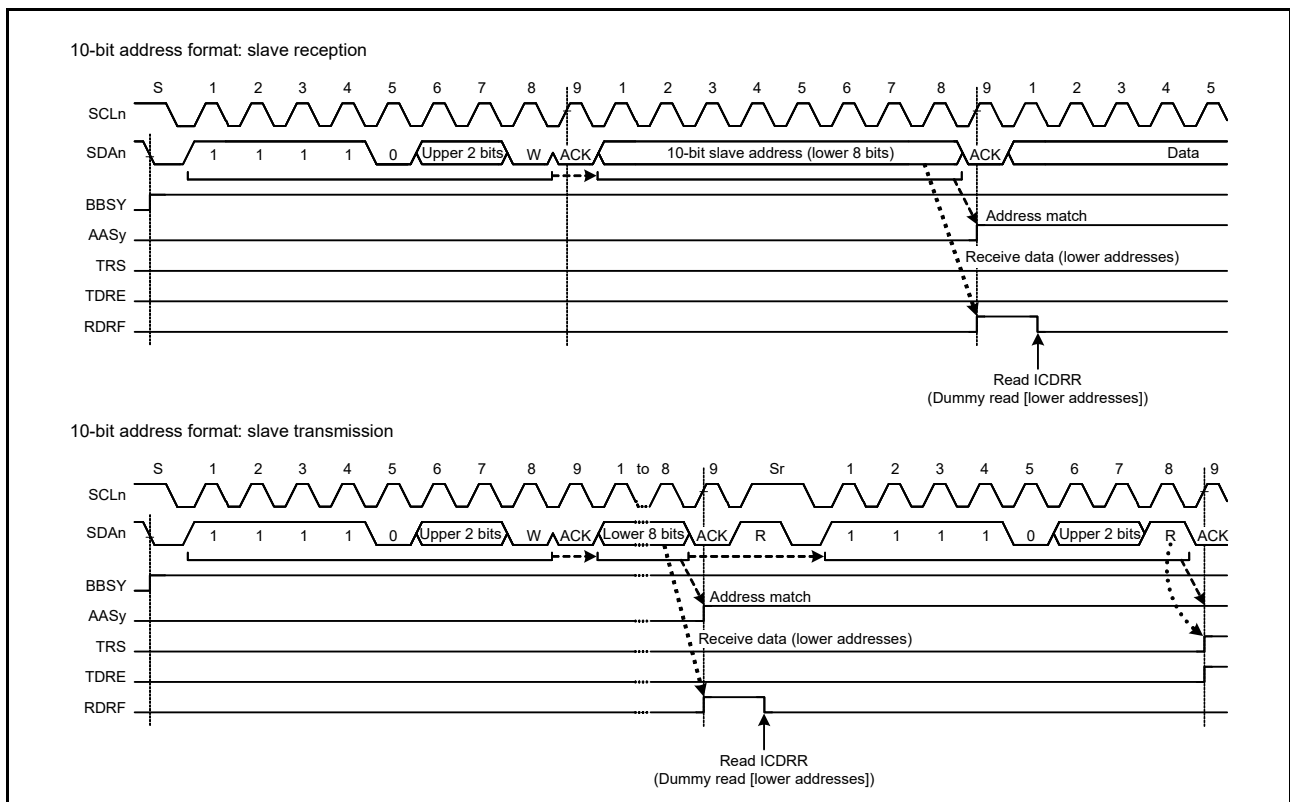 10-bit address format: slave reception
S 1 2 3 4 5 6 7 8 9 1 2 3 4 5 6 7 8 9 1 2 3 4 5
SCLn
SDAn 1 1 1 1 0 Upper 2 bits W ACK 10-bit slave address (lower 8 bits) ACK Data
BBSY
Address match
AASy
Receive data (lower addresses)
TRS
TDRE
RDRF
Read ICDRR
(Dummy read [lower addresses])
10-bit address format: slave transmission
S 1 2 3 4 5 6 7 8 9 1 to 8 9 Sr 1 2 3 4 5 6 7 8 9
SCLn
SDAn 1 1 1 1 0 Upper 2 bits W ACK Lower 8 bits ACK R 1 1 1 1 0 Upper 2 bits R ACK
BBSY
Address match
AASy
Receive data (lower addresses)
TRS
TDRE
RDRF
Read ICDRR
(Dummy read [lower addresses])